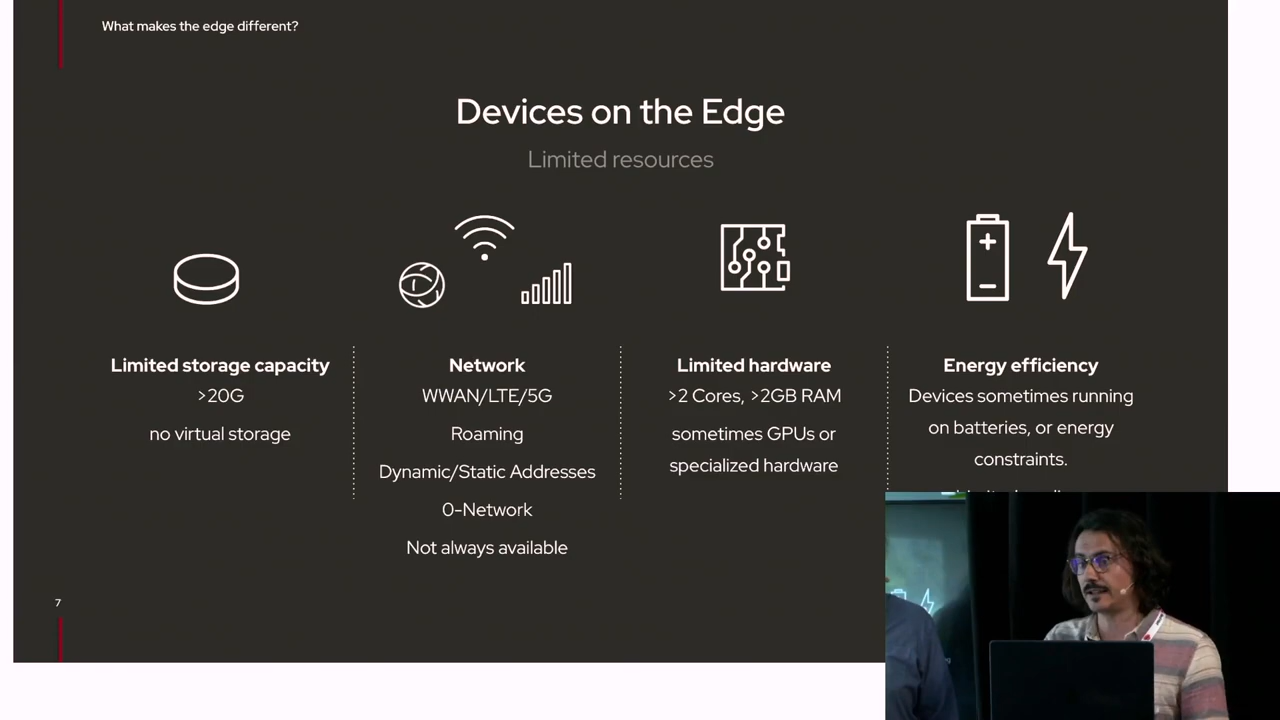 What makes the edge different?
Devices on the Edge
Limited resources
Limited storage capacity
>20G
no virtual storage
Network
WWAN/LTE/5G
Roaming
Dynamic/Static Addresses
0-Network
Not always available
Limited hardware
>2 Cores, >2GB RAM
sometimes GPUs or
specialized hardware
Energy efficiency
Devices sometimes running
on batteries, or energy
constraints.
7